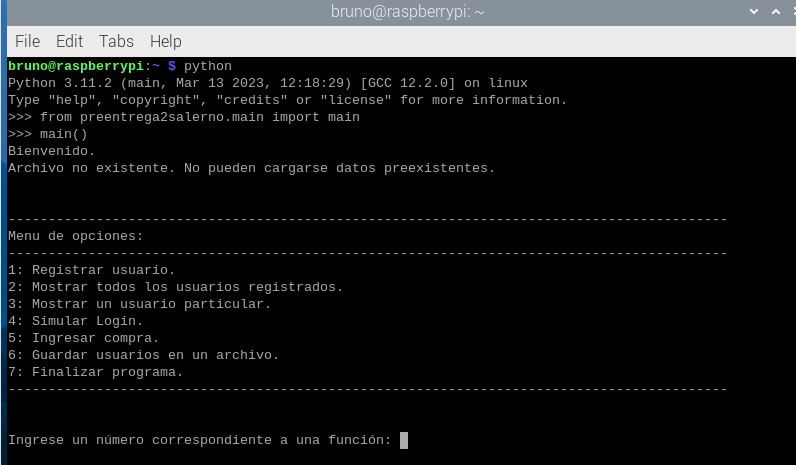 bruno@raspberrypi: ~
File Edit Tabs Help
bruno@raspberrypi:~ $ python
Python 3.11.2 (main, Mar 13 2023, 12:18:29) [GCC 12.2.0] on linux
Type "help", "copyright", "credits" or "license" for more information.
>>> from preentrega2salerno.main import main
>>> main()
Bienvenido.
Archivo no existente. No pueden cargarse datos preexistentes.
------------------------------------------------------------------------------------------
Menu de opciones:
------------------------------------------------------------------------------------------
1: Registrar usuario.
2: Mostrar todos los usuarios registrados.
3: Mostrar un usuario particular.
4: Simular Login.
5: Ingresar compra.
6: Guardar usuarios en un archivo.
7: Finalizar programa.
------------------------------------------------------------------------------------------
Ingrese un número correspondiente a una función: